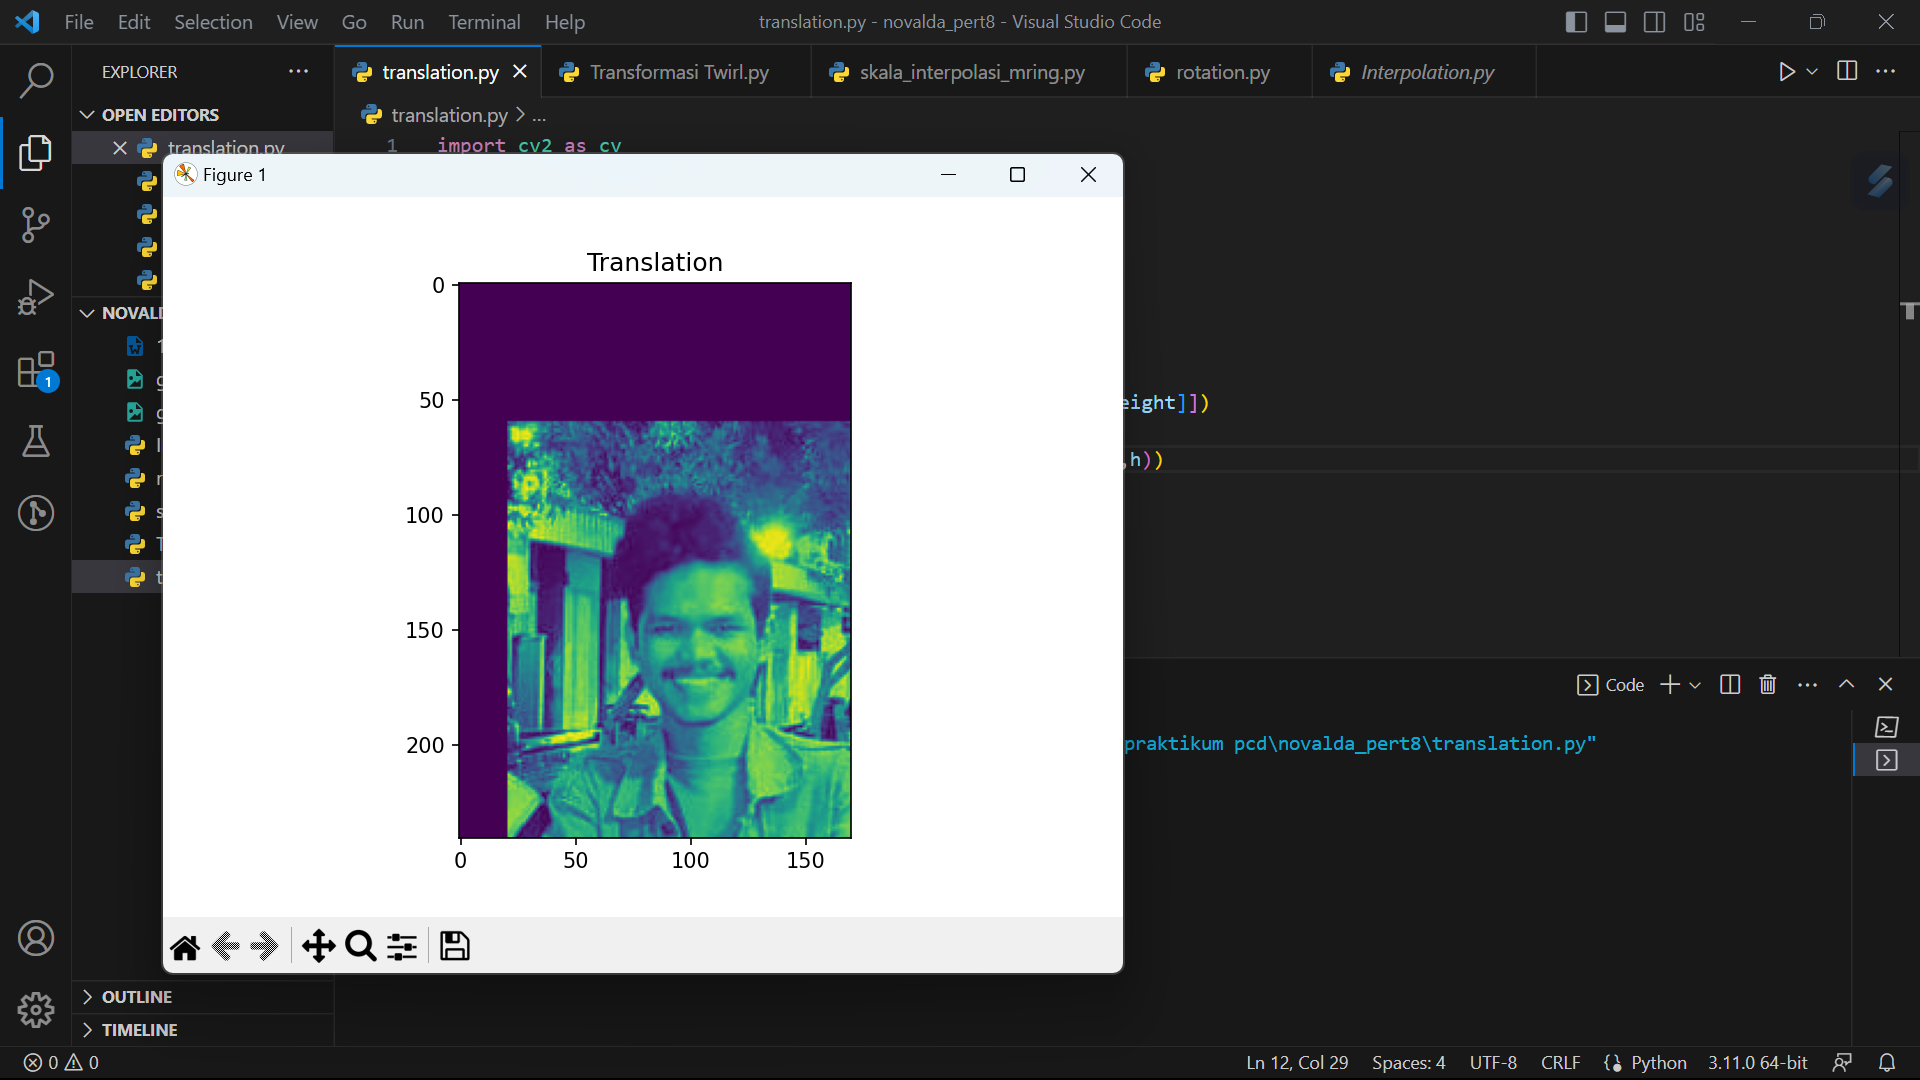 File Edit Selection View Go Run Terminal Help
translation.py - novalda_pert8 - Visual Studio Code
EXPLORER
OPEN EDITORS
translation.py
NOVAL
translation.py Transformasi Twirl.py skala_interpolasi_mring.py rotation.py Interpolation.py
translation.py > ...
1 import cv2 as cv
eight]])
,h))
Figure 1
Translation
0
50
100
150
200
0 50 100 150
Code
praktikum pcd\novalda_pert8\translation.py"
1
OUTLINE
TIMELINE
0 0
Ln 12, Col 29 Spaces: 4 UTF-8 CRLF Python 3.11.0 64-bit